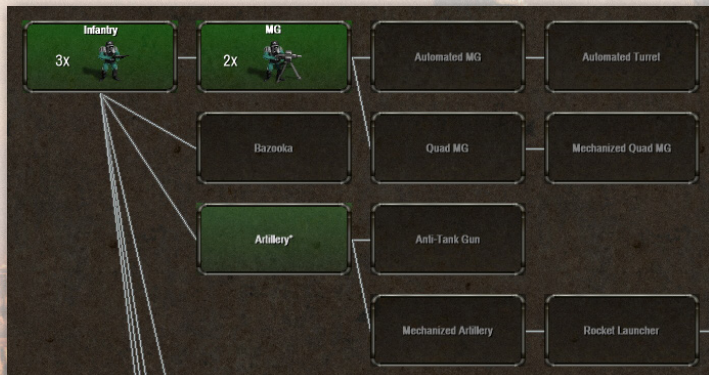 Infantry
3x
MG
2x
Automated MG
Automated Turret
Bazooka
Quad MG
Mechanized Quad MG
Artillery*
Anti-Tank Gun
Mechanized Artillery
Rocket Launcher